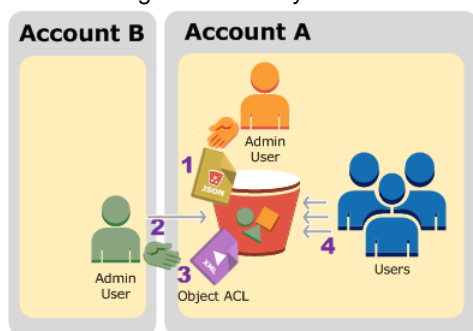 Account B
Account A
Admin
User
1
JSON
2
4
3
XML
Users
Admin
User
Object ACL